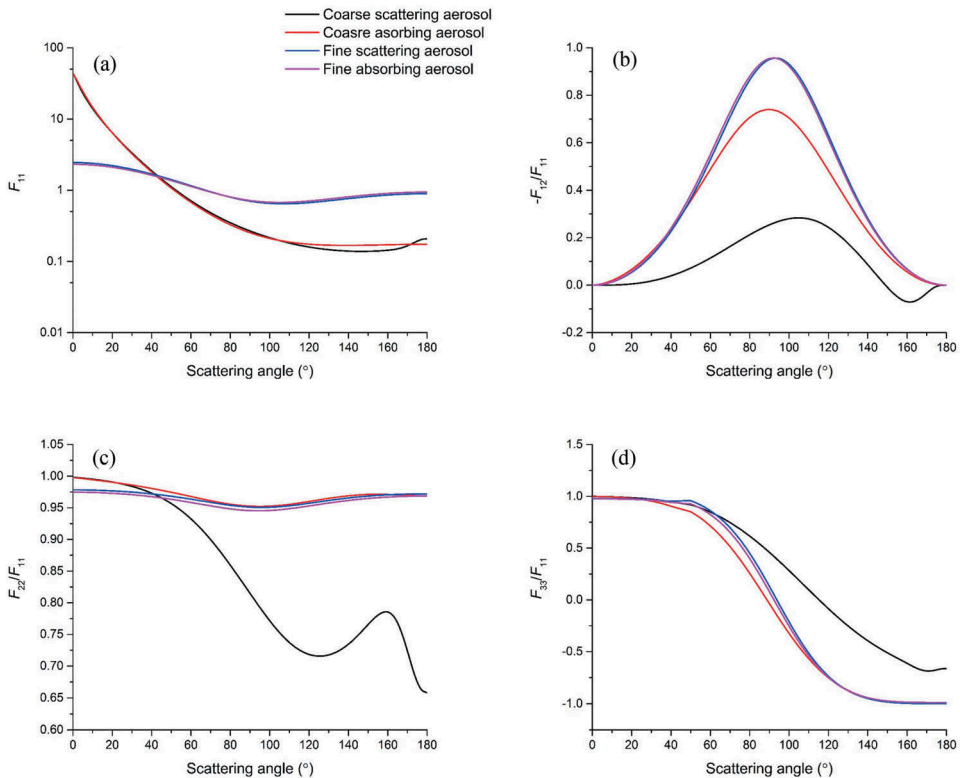 Coarse scattering aerosol
Coasre asorbing aerosol
Fine scattering aerosol
Fine absorbing aerosol
(a)
100
10
1
0.1
0.01
F11
0 20 40 60 80 100 120 140 160 180
Scattering angle (°)
(b)
1.0
0.8
0.6
0.4
0.2
0.0
-0.2
-F12/F11
0 20 40 60 80 100 120 140 160 180
Scattering angle (°)
(c)
1.05
1.00
0.95
0.90
0.85
0.80
0.75
0.70
0.65
0.60
F22/F11
0 20 40 60 80 100 120 140 160 180
Scattering angle (°)
(d)
1.5
1.0
0.5
0.0
-0.5
-1.0
F33/F11
0 20 40 60 80 100 120 140 160 180
Scattering angle (°)